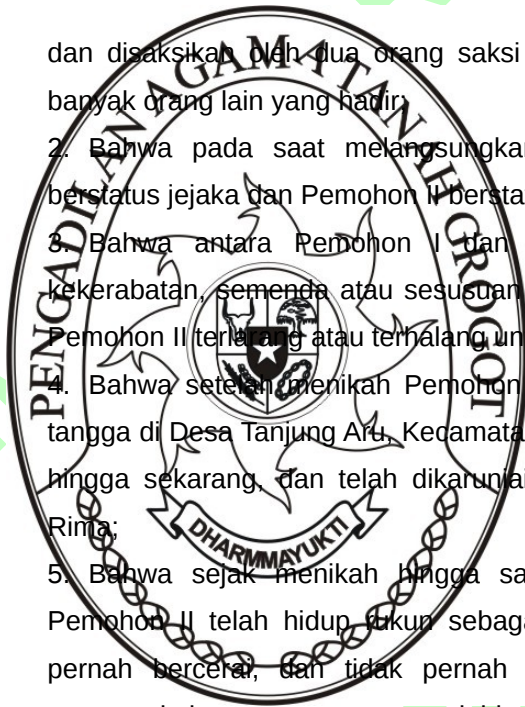 dan disaksikan oleh dua orang saksi
banyak orang lain yang hadir;
2. Bahwa pada saat melangsungkan
berstatus jejaka dan Pemohon II bersta
3. Bahwa antara Pemohon I dan
kekerabatan, semenda atau sesusuan
Pemohon II terlarang atau terhalang un
4. Bahwa setelah menikah Pemohon
tangga di Desa Tanjung Aru, Kecamata
hingga sekarang, dan telah dikaruniai
Rima;
5. Bahwa sejak menikah hingga sa
Pemohon II telah hidup rukun sebaga
pernah bercerai, dan tidak pernah
PENGADILAN AGAMA TANAH GROGOT
DHARMMAYUKTI